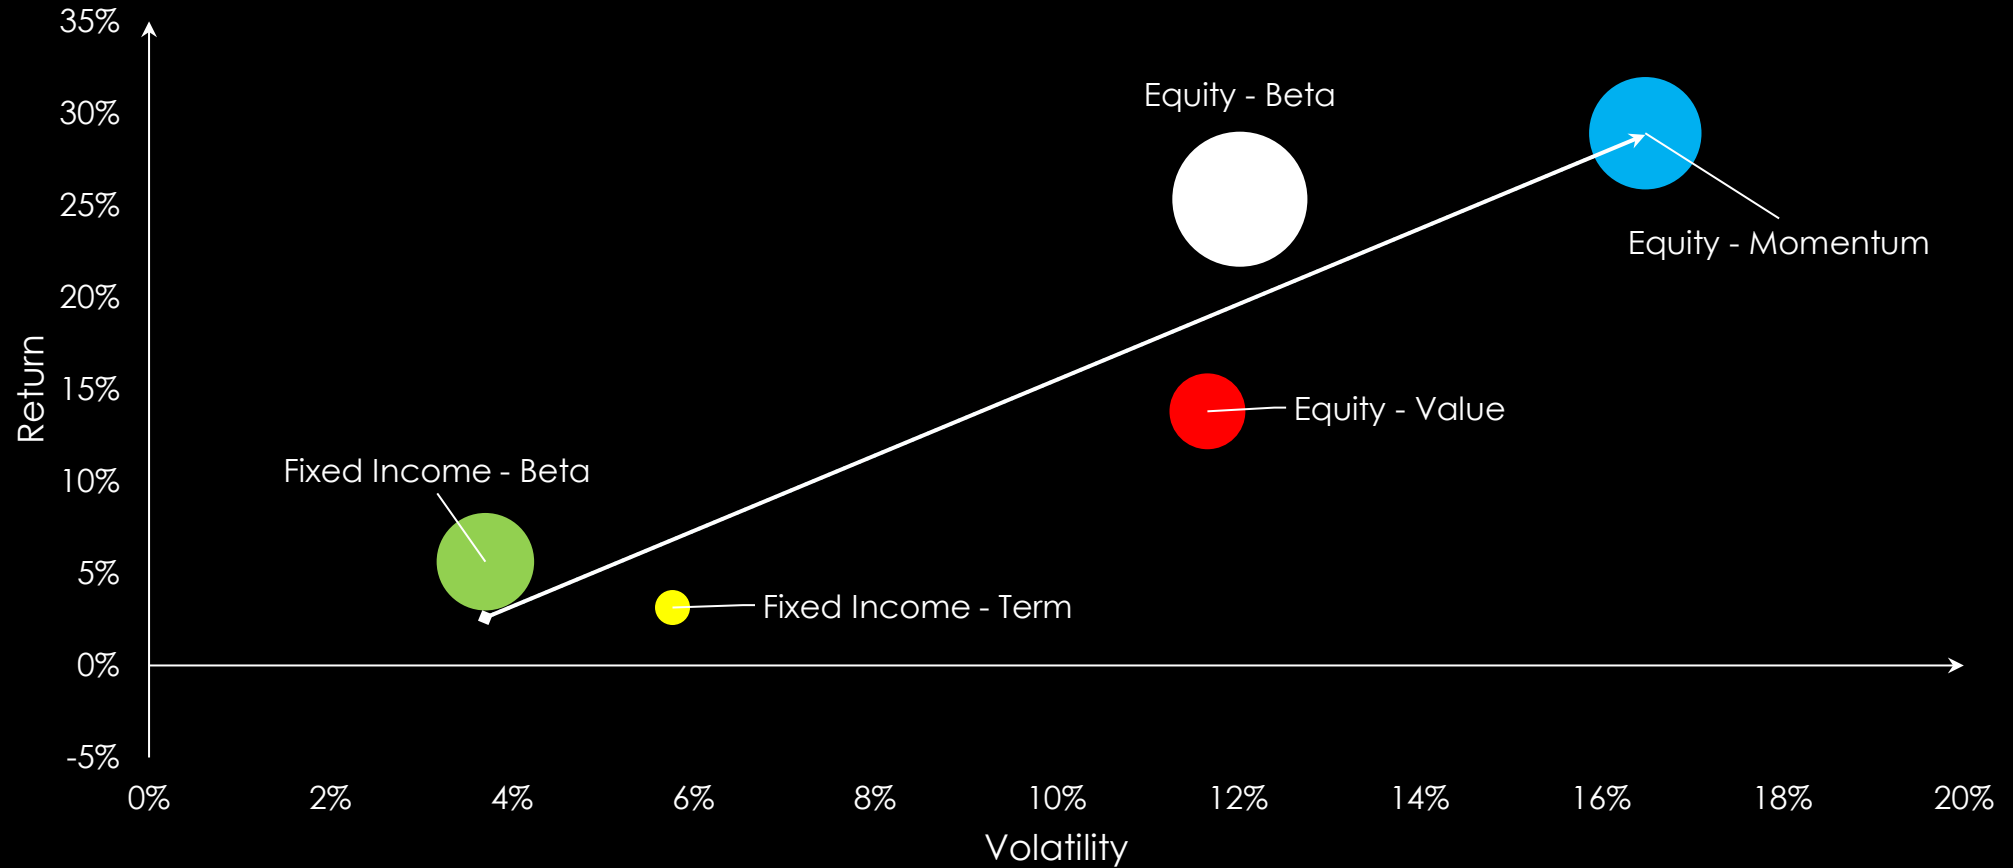 35%
30%
25%
20%
15%
10%
5%
0%
-5%
Return
Equity - Beta
Equity - Momentum
Equity - Value
Fixed Income - Beta
Fixed Income - Term
0%
2%
4%
6%
8%
10%
12%
14%
16%
18%
20%
Volatility